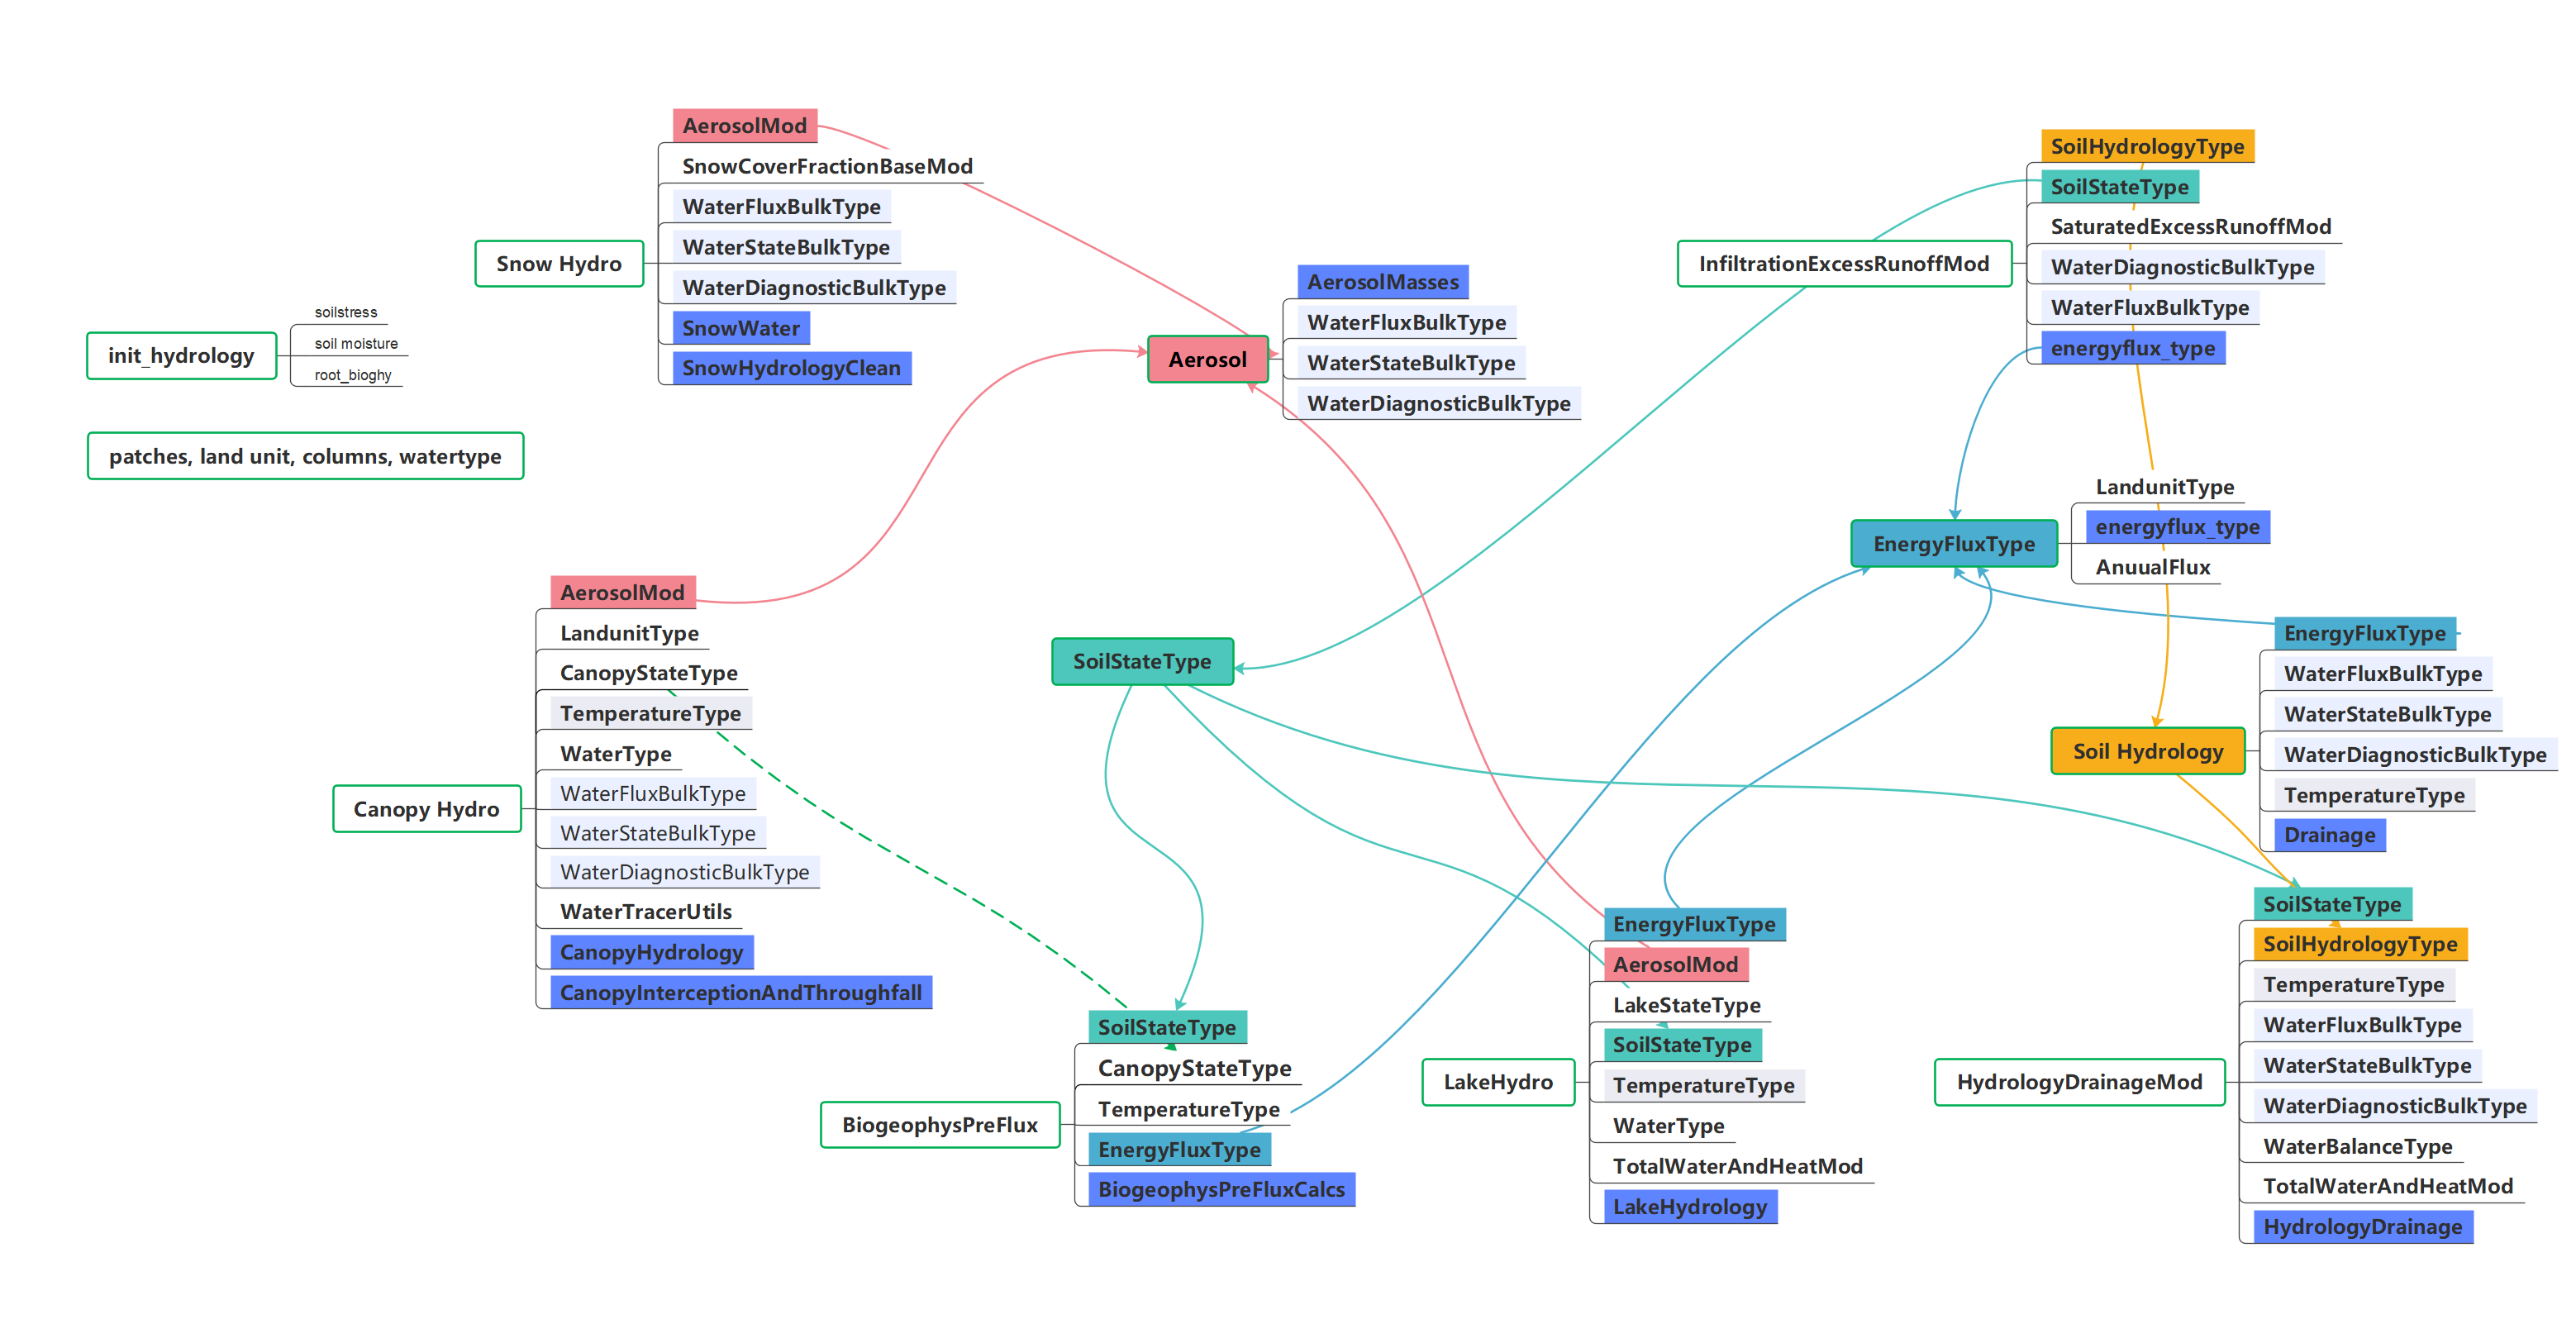 Snow Hydro
AerosolMod
SnowCoverFractionBaseMod
WaterFluxBulkType
WaterStateBulkType
WaterDiagnosticBulkType
SnowWater
SnowHydrologyClean
init_hydrology
soilstress
soil moisture
root_bioghy
patches, land unit, columns, watertype
Aerosol
AerosolMasses
WaterFluxBulkType
WaterStateBulkType
WaterDiagnosticBulkType
InfiltrationExcessRunoffMod
SoilHydrologyType
SoilStateType
SaturatedExcessRunoffMod
WaterDiagnosticBulkType
WaterFluxBulkType
energyflux_type
EnergyFluxType
LandunitType
energyflux_type
AnuualFlux
Canopy Hydro
AerosolMod
LandunitType
CanopyStateType
TemperatureType
WaterType
WaterFluxBulkType
WaterStateBulkType
WaterDiagnosticBulkType
WaterTracerUtils
CanopyHydrology
CanopyInterceptionAndThroughfall
SoilStateType
Soil Hydrology
EnergyFluxType
WaterFluxBulkType
WaterStateBulkType
WaterDiagnosticBulkType
TemperatureType
Drainage
BiogeophysPreFlux
SoilStateType
CanopyStateType
TemperatureType
EnergyFluxType
BiogeophysPreFluxCalcs
LakeHydro
EnergyFluxType
AerosolMod
LakeStateType
SoilStateType
TemperatureType
WaterType
TotalWaterAndHeatMod
LakeHydrology
HydrologyDrainageMod
SoilStateType
SoilHydrologyType
TemperatureType
WaterFluxBulkType
WaterStateBulkType
WaterDiagnosticBulkType
WaterBalanceType
TotalWaterAndHeatMod
HydrologyDrainage